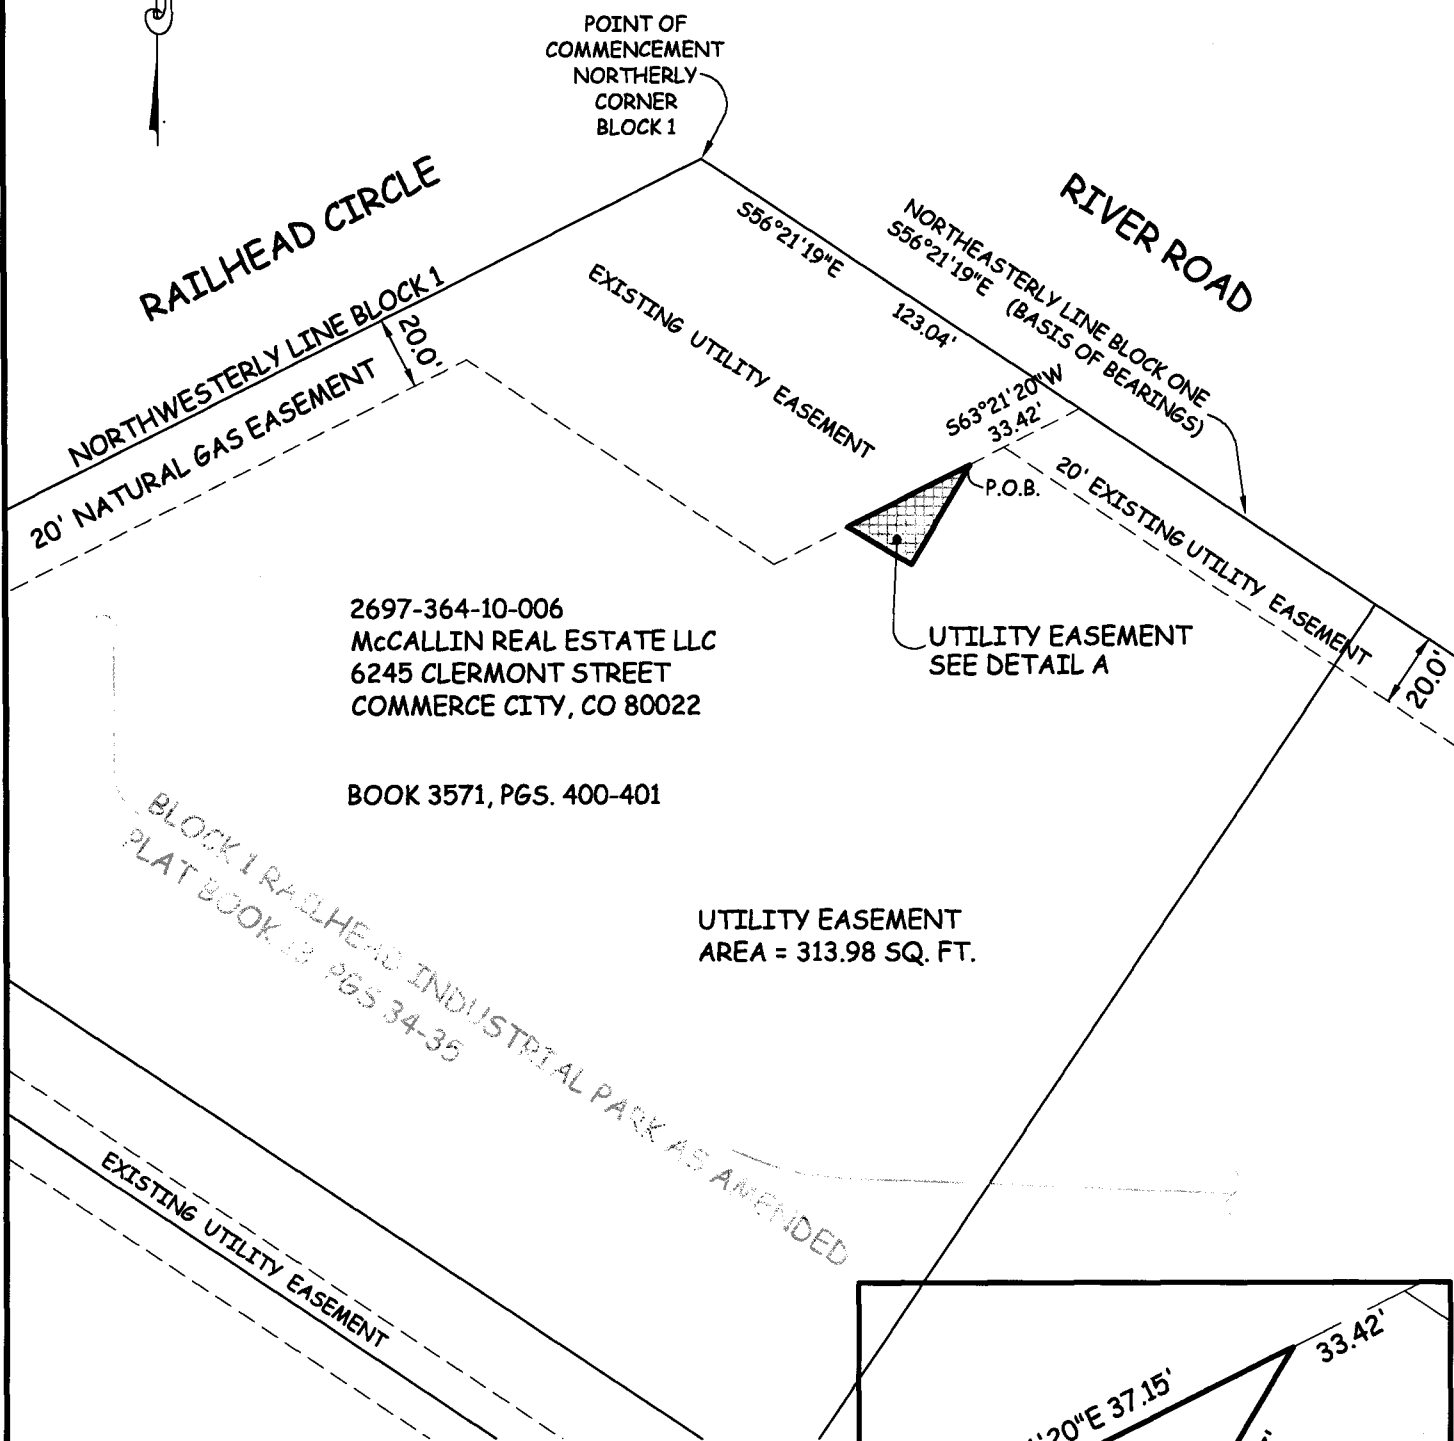 POINT OF
COMMENCEMENT
NORTHERLY
CORNER
BLOCK 1
RAILHEAD CIRCLE
RIVER ROAD
NORTHWESTERLY LINE BLOCK 1
20' NATURAL GAS EASEMENT
20.0'
S56°21'19"E
123.04'
EXISTING UTILITY EASEMENT
NORTHEASTERLY LINE BLOCK ONE
S56°21'19"E (BASIS OF BEARINGS)
S63°21'20"W
33.42'
P.O.B.
20' EXISTING UTILITY EASEMENT
20.0'
UTILITY EASEMENT
SEE DETAIL A
2697-364-10-006
McCALLIN REAL ESTATE LLC
6245 CLERMONT STREET
COMMERCE CITY, CO 80022
BOOK 3571, PGS. 400-401
BLOCK 1 RAILHEAD INDUSTRIAL PARK AS AMENDED
PLAT BOOK 13 PGS 34-35
UTILITY EASEMENT
AREA = 313.98 SQ. FT.
EXISTING UTILITY EASEMENT
33.42'
'20"E 37.15'